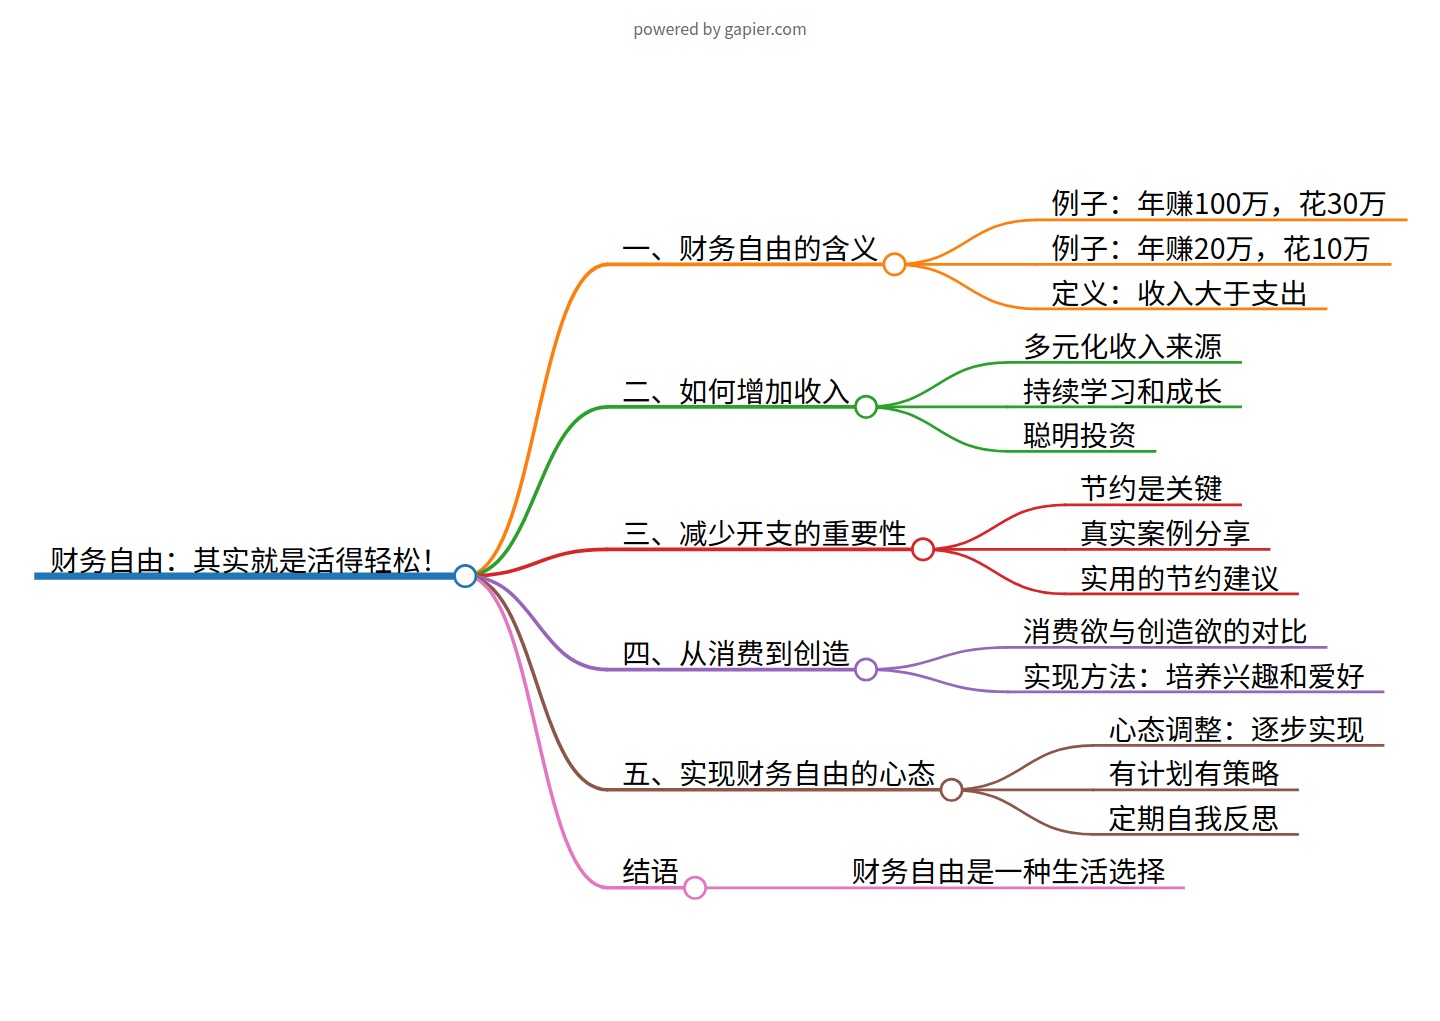 powered by gapier.com
财务自由：其实就是活得轻松！
一、财务自由的含义
例子：年赚100万，花30万
例子：年赚20万，花10万
定义：收入大于支出
二、如何增加收入
多元化收入来源
持续学习和成长
聪明投资
三、减少开支的重要性
节约是关键
真实案例分享
实用的节约建议
四、从消费到创造
消费欲与创造欲的对比
实现方法：培养兴趣和爱好
五、实现财务自由的心态
心态调整：逐步实现
有计划有策略
定期自我反思
结语
财务自由是一种生活选择